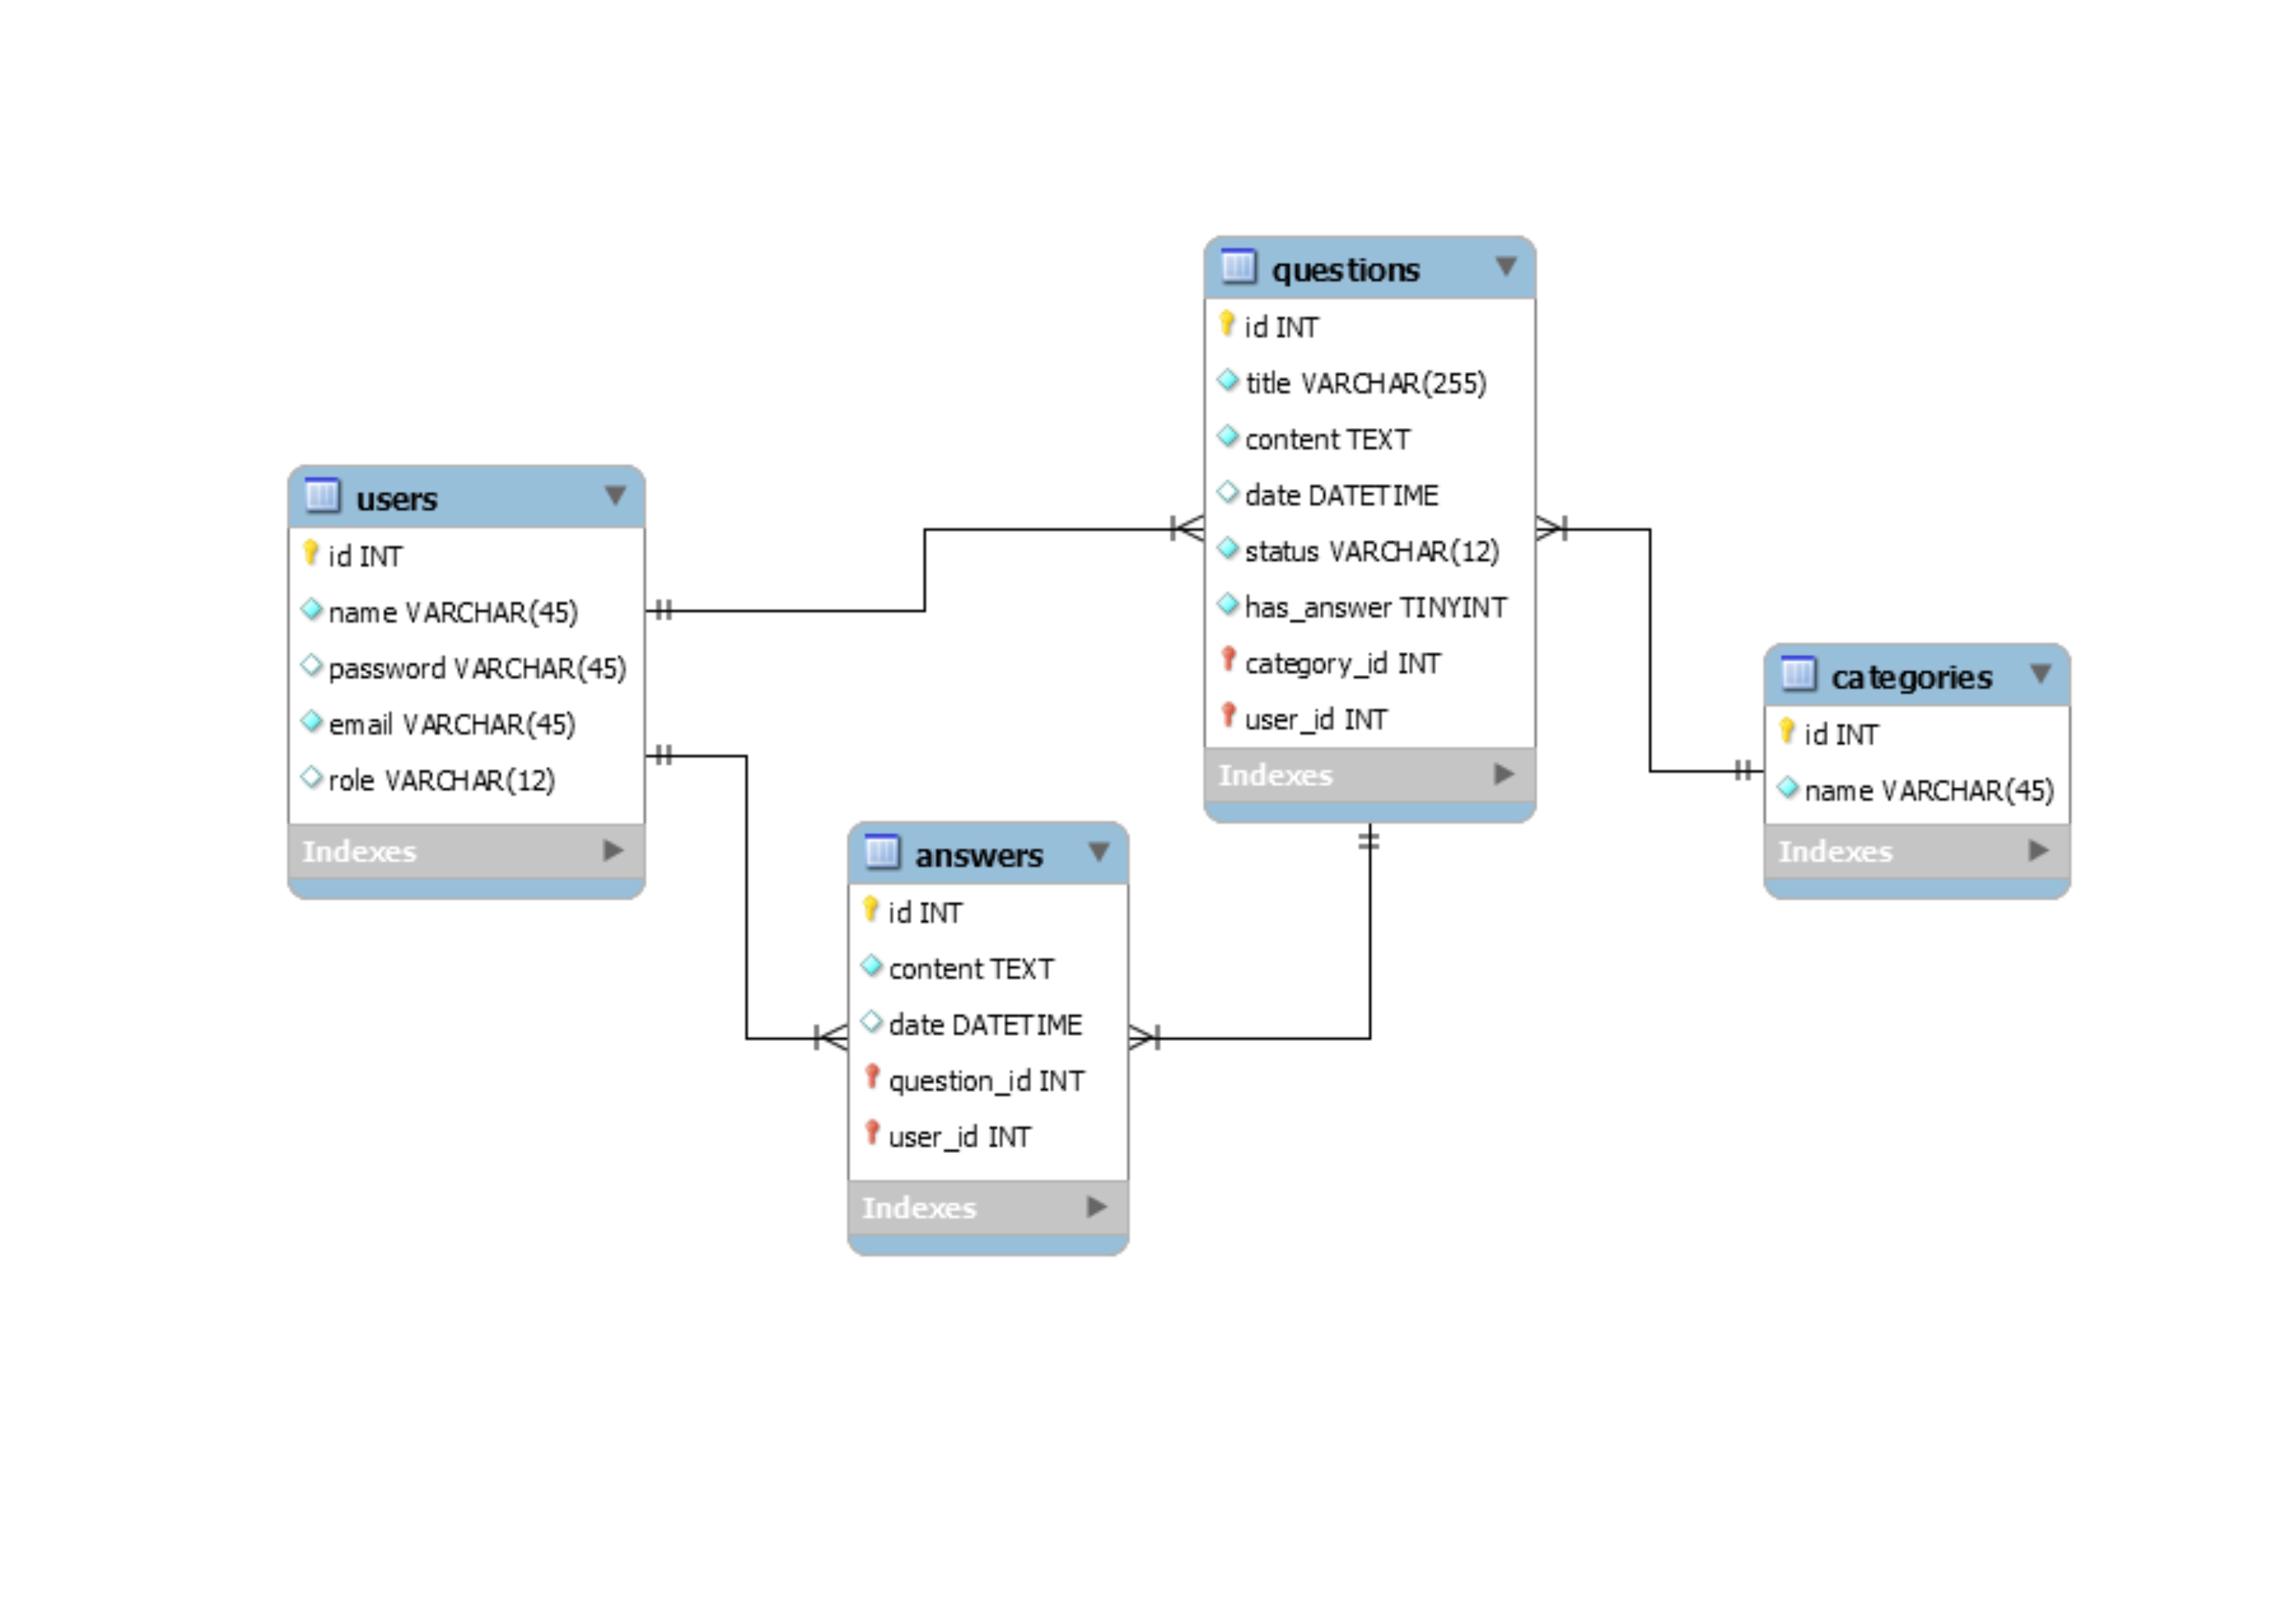 users
id INT
name VARCHAR(45)
password VARCHAR(45)
email VARCHAR(45)
role VARCHAR(12)
Indexes
answers
id INT
content TEXT
date DATETIME
question_id INT
user_id INT
Indexes
questions
id INT
title VARCHAR(255)
content TEXT
date DATETIME
status VARCHAR(12)
has_answer TINYINT
category_id INT
user_id INT
Indexes
categories
id INT
name VARCHAR(45)
Indexes